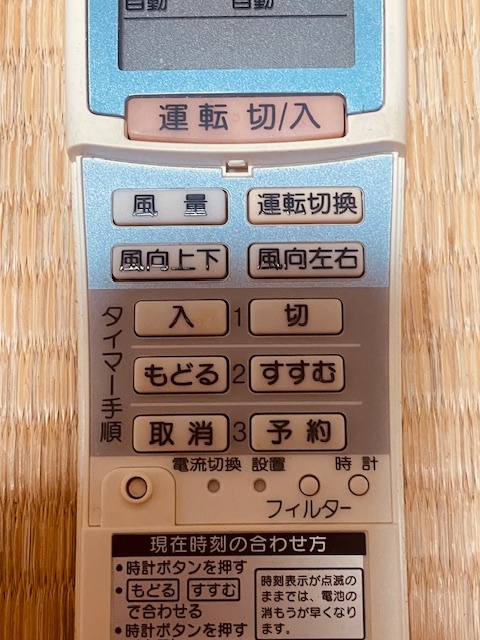 自動 自動
運転 切/入
風量 運転切換
風向上下 風向左右
タイマー手順
入 1 切
もどる 2 すすむ
取消 3 予約
電流切換 設置 時計
フィルター
現在時刻の合わせ方
•時計ボタンを押す
•もどる すすむ
で合わせる
•時計ボタンを押す
時刻表示が点滅の
ままでは、電池の
消もうが早くなり
ます。